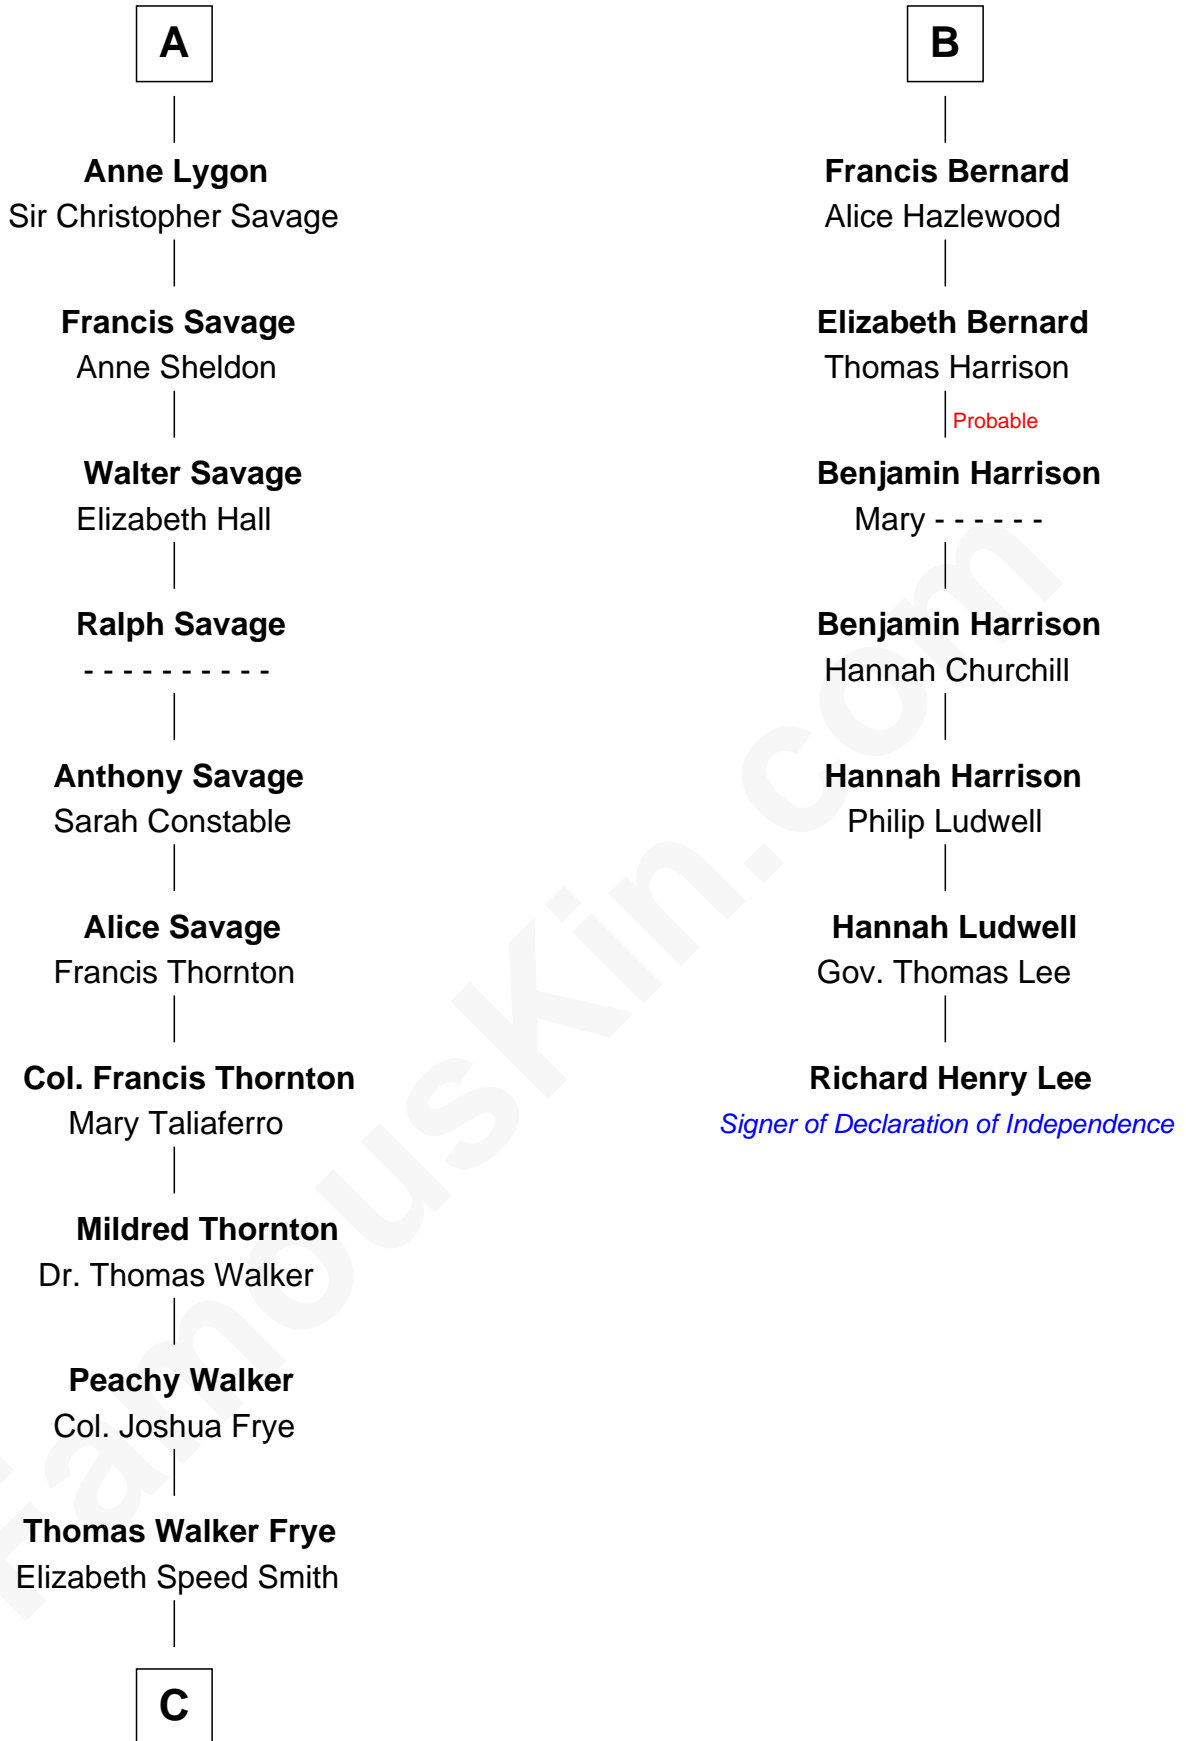 A
Anne Lygon
Sir Christopher Savage
Francis Savage
Anne Sheldon
Walter Savage
Elizabeth Hall
Ralph Savage
- - - - - - - - - -
Anthony Savage
Sarah Constable
Alice Savage
Francis Thornton
Col. Francis Thornton
Mary Taliaferro
Mildred Thornton
Dr. Thomas Walker
Peachy Walker
Col. Joshua Frye
Thomas Walker Frye
Elizabeth Speed Smith
C
B
Francis Bernard
Alice Hazlewood
Elizabeth Bernard
Thomas Harrison
Probable
Benjamin Harrison
Mary - - - - - -
Benjamin Harrison
Hannah Churchill
Hannah Harrison
Philip Ludwell
Hannah Ludwell
Gov. Thomas Lee
Richard Henry Lee
Signer of Declaration of Independence
FamousKin.com